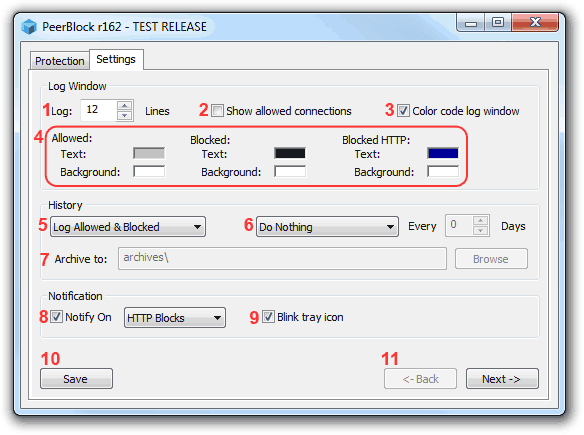 PeerBlock r162 - TEST RELEASE
Protection Settings
Log Window
1 Log: 12 Lines 2 Show allowed connections 3 Color code log window
4 Allowed: Blocked: Blocked HTTP:
Text: Text: Text:
Background: Background: Background:
History
5 Log Allowed & Blocked 6 Do Nothing Every 0 Days
7 Archive to: archives\ Browse
Notification
8 Notify On HTTP Blocks 9 Blink tray icon
10 11
Save <- Back Next ->